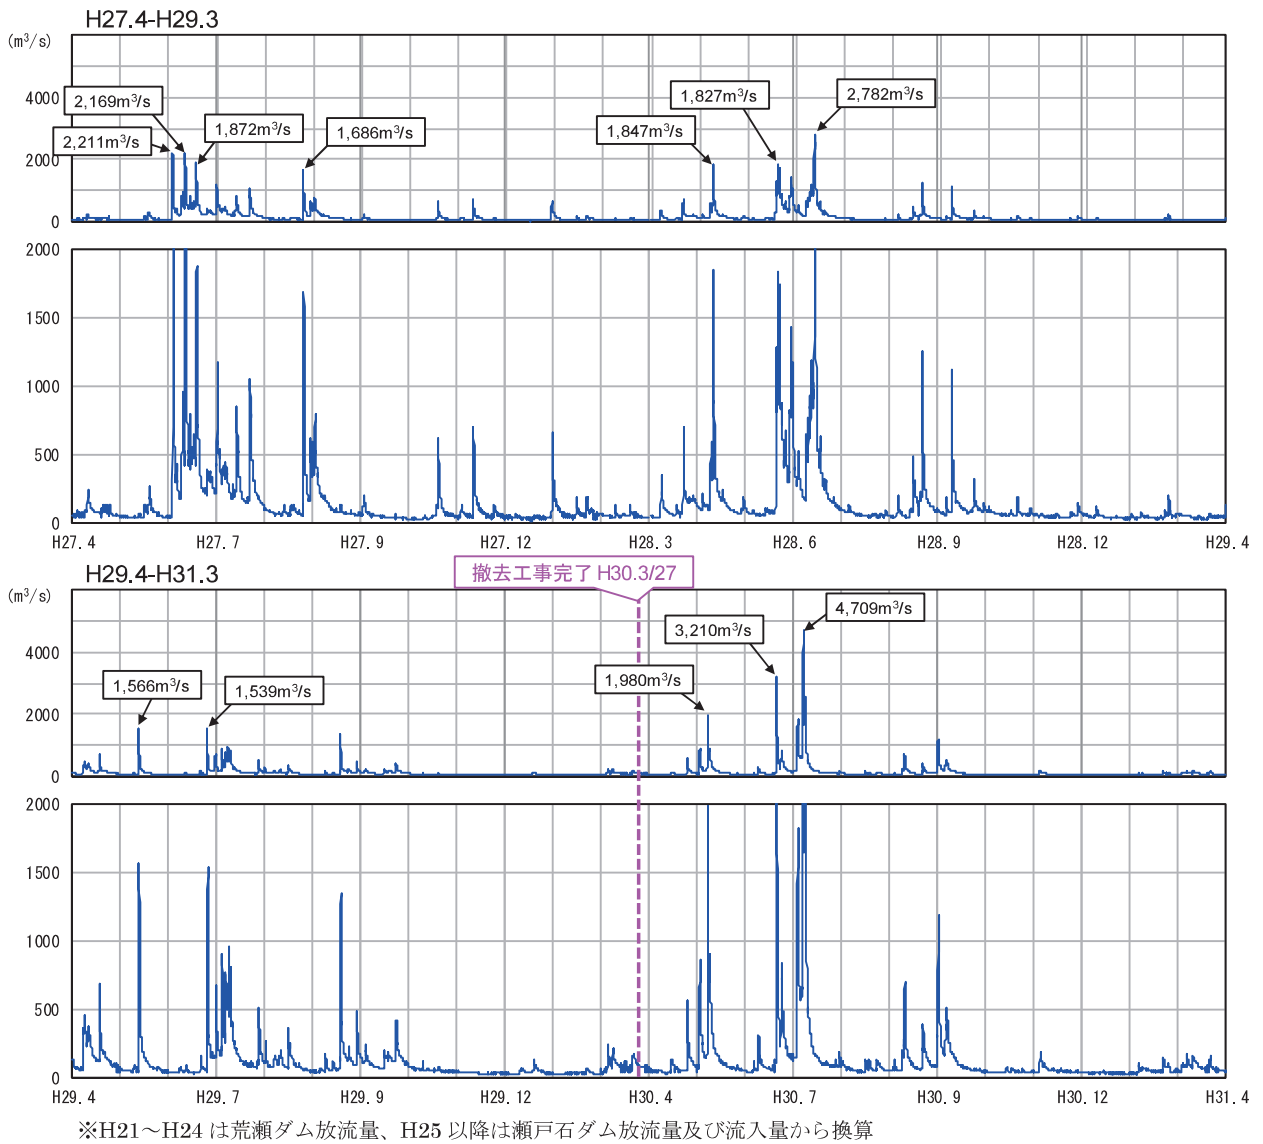 H27.4-H29.3
(m³/s)
4000
2000
0
2,169m³/s
2,211m³/s
1,872m³/s
1,686m³/s
1,847m³/s
1,827m³/s
2,782m³/s
2000
1500
1000
500
0
H27.4 H27.7 H27.9 H27.12 H28.3 H28.6 H28.9 H28.12 H29.4
H29.4-H31.3
撤去工事完了 H30.3/27
(m³/s)
4000
2000
0
1,566m³/s
1,539m³/s
1,980m³/s
3,210m³/s
4,709m³/s
2000
1500
1000
500
0
H29.4 H29.7 H29.9 H29.12 H30.4 H30.7 H30.9 H30.12 H31.4
※H21～H24 は荒瀬ダム放流量、H25 以降は瀬戸石ダム放流量及び流入量から換算